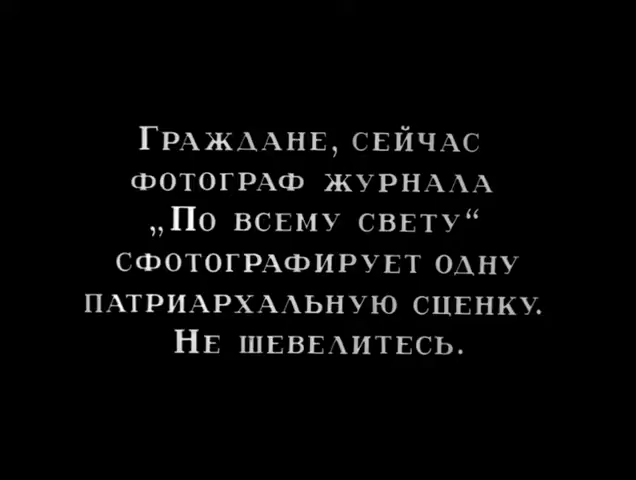 Граждане, сейчас
фотограф журнала
„По всему свету“
сфотографирует одну
патриархальную сценку.
Не шевелитесь.